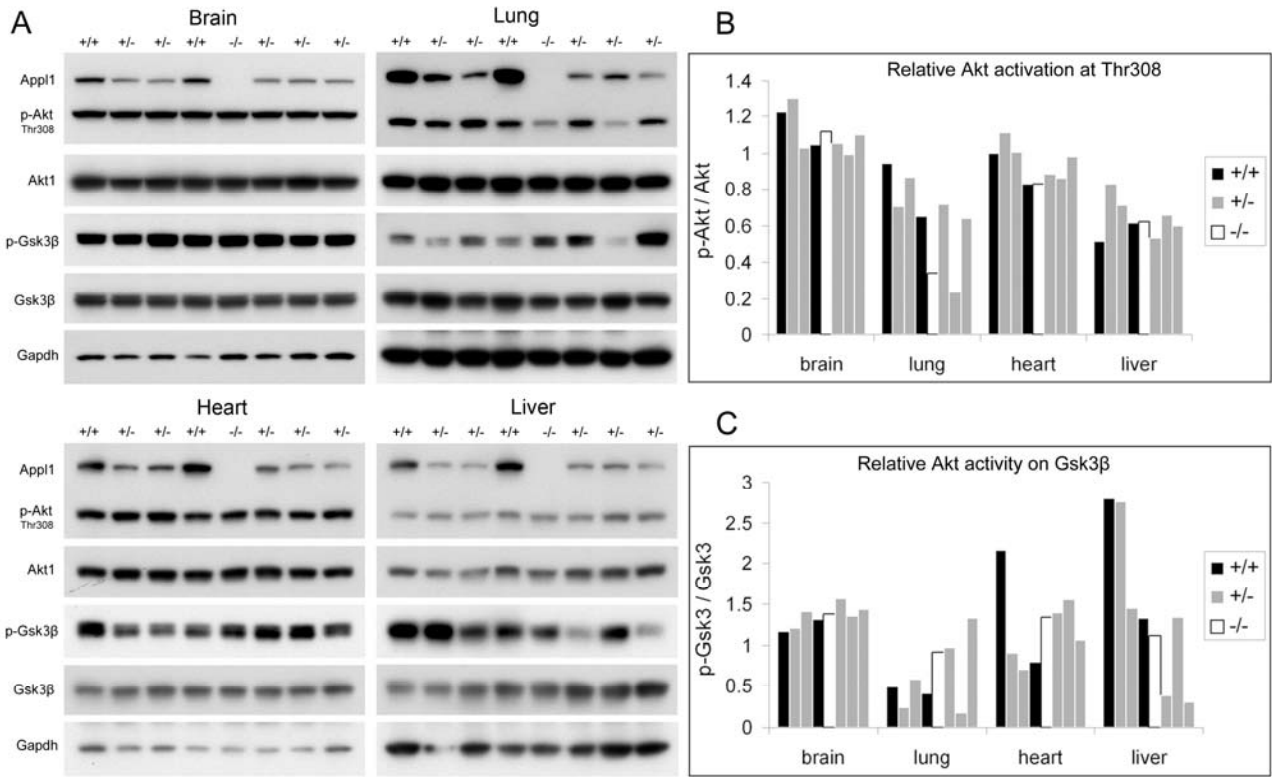 A
Brain
+/+ +/- +/- +/+ -/- +/- +/- +/-
Appl1
p-Akt
Thr308
Akt1
p-Gsk3β
Gsk3β
Gapdh
Lung
+/+ +/- +/- +/+ -/- +/- +/- +/-
Heart
+/+ +/- +/- +/+ -/- +/- +/- +/-
Appl1
p-Akt
Thr308
Akt1
p-Gsk3β
Gsk3β
Gapdh
Liver
+/+ +/- +/- +/+ -/- +/- +/- +/-
B
Relative Akt activation at Thr308
p-Akt / Akt
1.4
1.2
1
0.8
0.6
0.4
0.2
0
brain lung heart liver
+/+
+/-
-/-
C
Relative Akt activity on Gsk3β
p-Gsk3 / Gsk3
3
2.5
2
1.5
1
0.5
0
brain lung heart liver
+/+
+/-
-/-